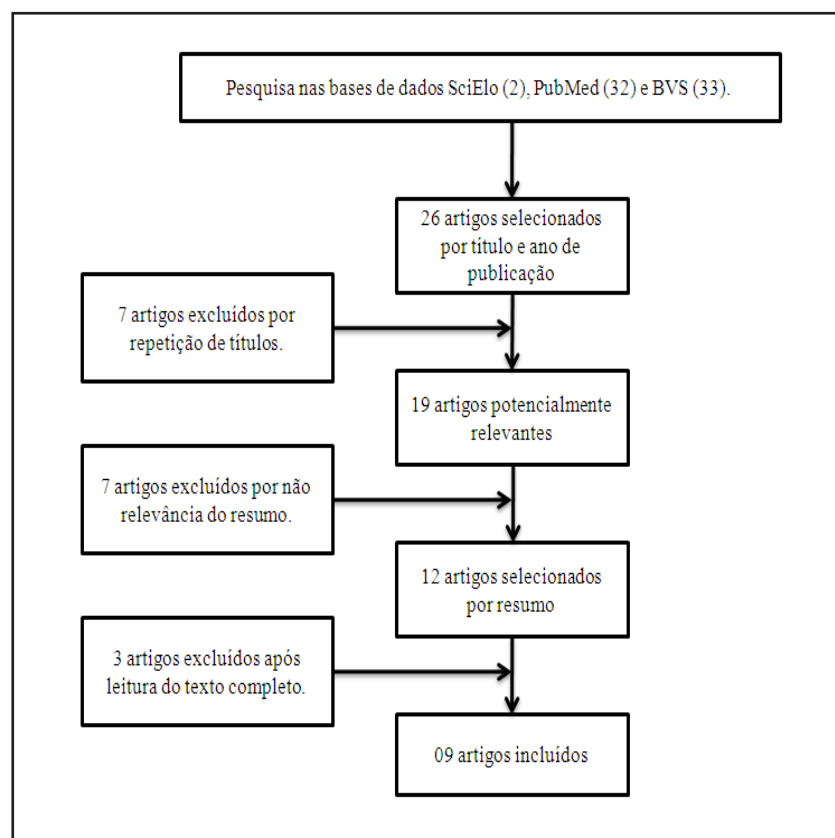 Pesquisa nas bases de dados SciElo (2), PubMed (32) e BVS (33).
26 artigos selecionados
por título e ano de
publicação
7 artigos excluídos por
repetição de títulos.
19 artigos potencialmente
relevantes
7 artigos excluídos por não
relevância do resumo.
12 artigos selecionados
por resumo
3 artigos excluídos após
leitura do texto completo.
09 artigos incluídos